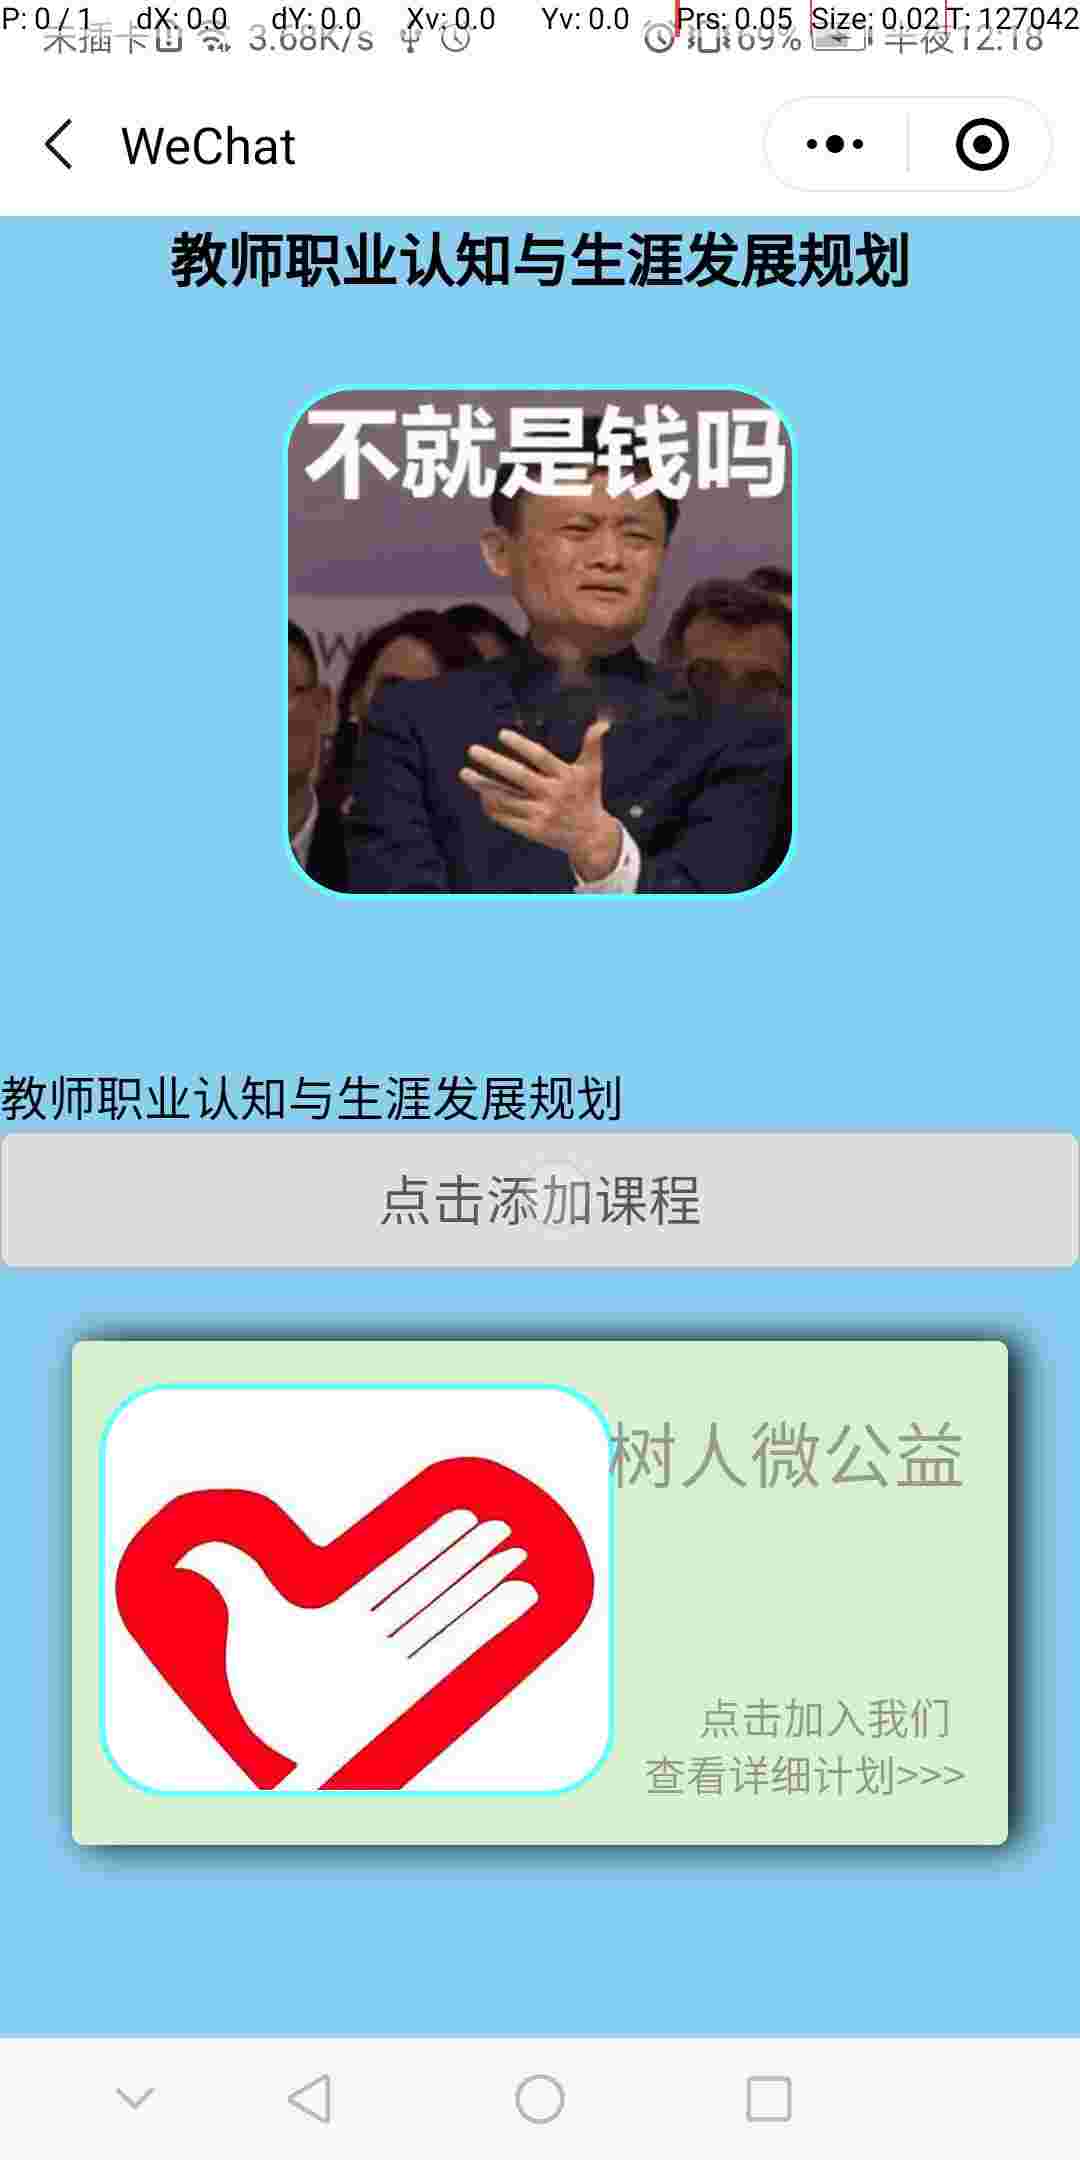 P: 0 / 1 dX: 0.0 dY: 0.0 Xv: 0.0 Yv: 0.0 Prs: 0.05 Size: 0.02 T: 127042
未插卡 3.68K/s 69% 半夜12:18
WeChat
教师职业认知与生涯发展规划
不就是钱吗
W
教师职业认知与生涯发展规划
点击添加课程
树人微公益
点击加入我们
查看详细计划>>>